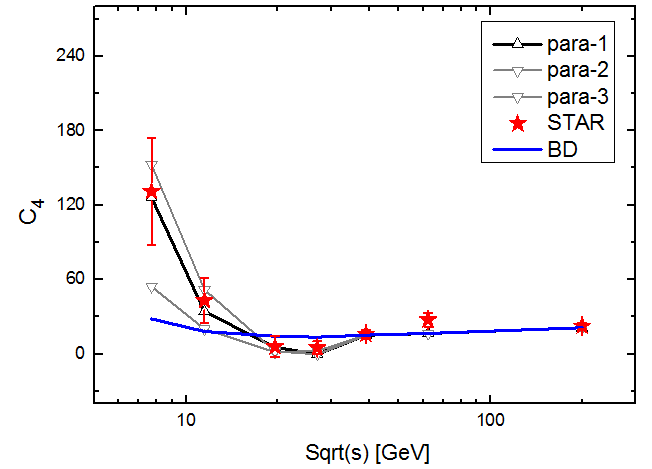 para-1
para-2
para-3
STAR
BD
240
180
120
60
0
C4
10
100
Sqrt(s) [GeV]